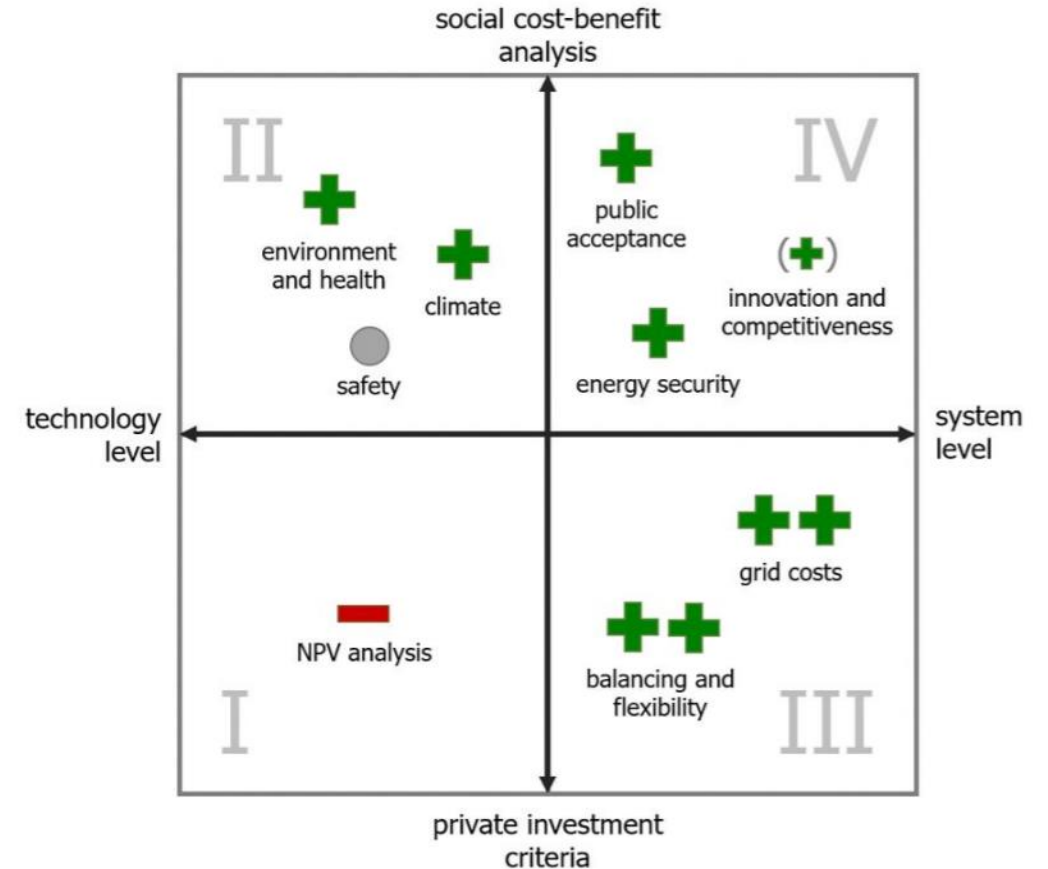 social cost-benefit
analysis
II
IV
environment
and health
climate
safety
public
acceptance
( )
innovation and
competitiveness
energy security
technology
level
system
level
grid costs
NPV analysis
balancing and
flexibility
I
III
private investment
criteria